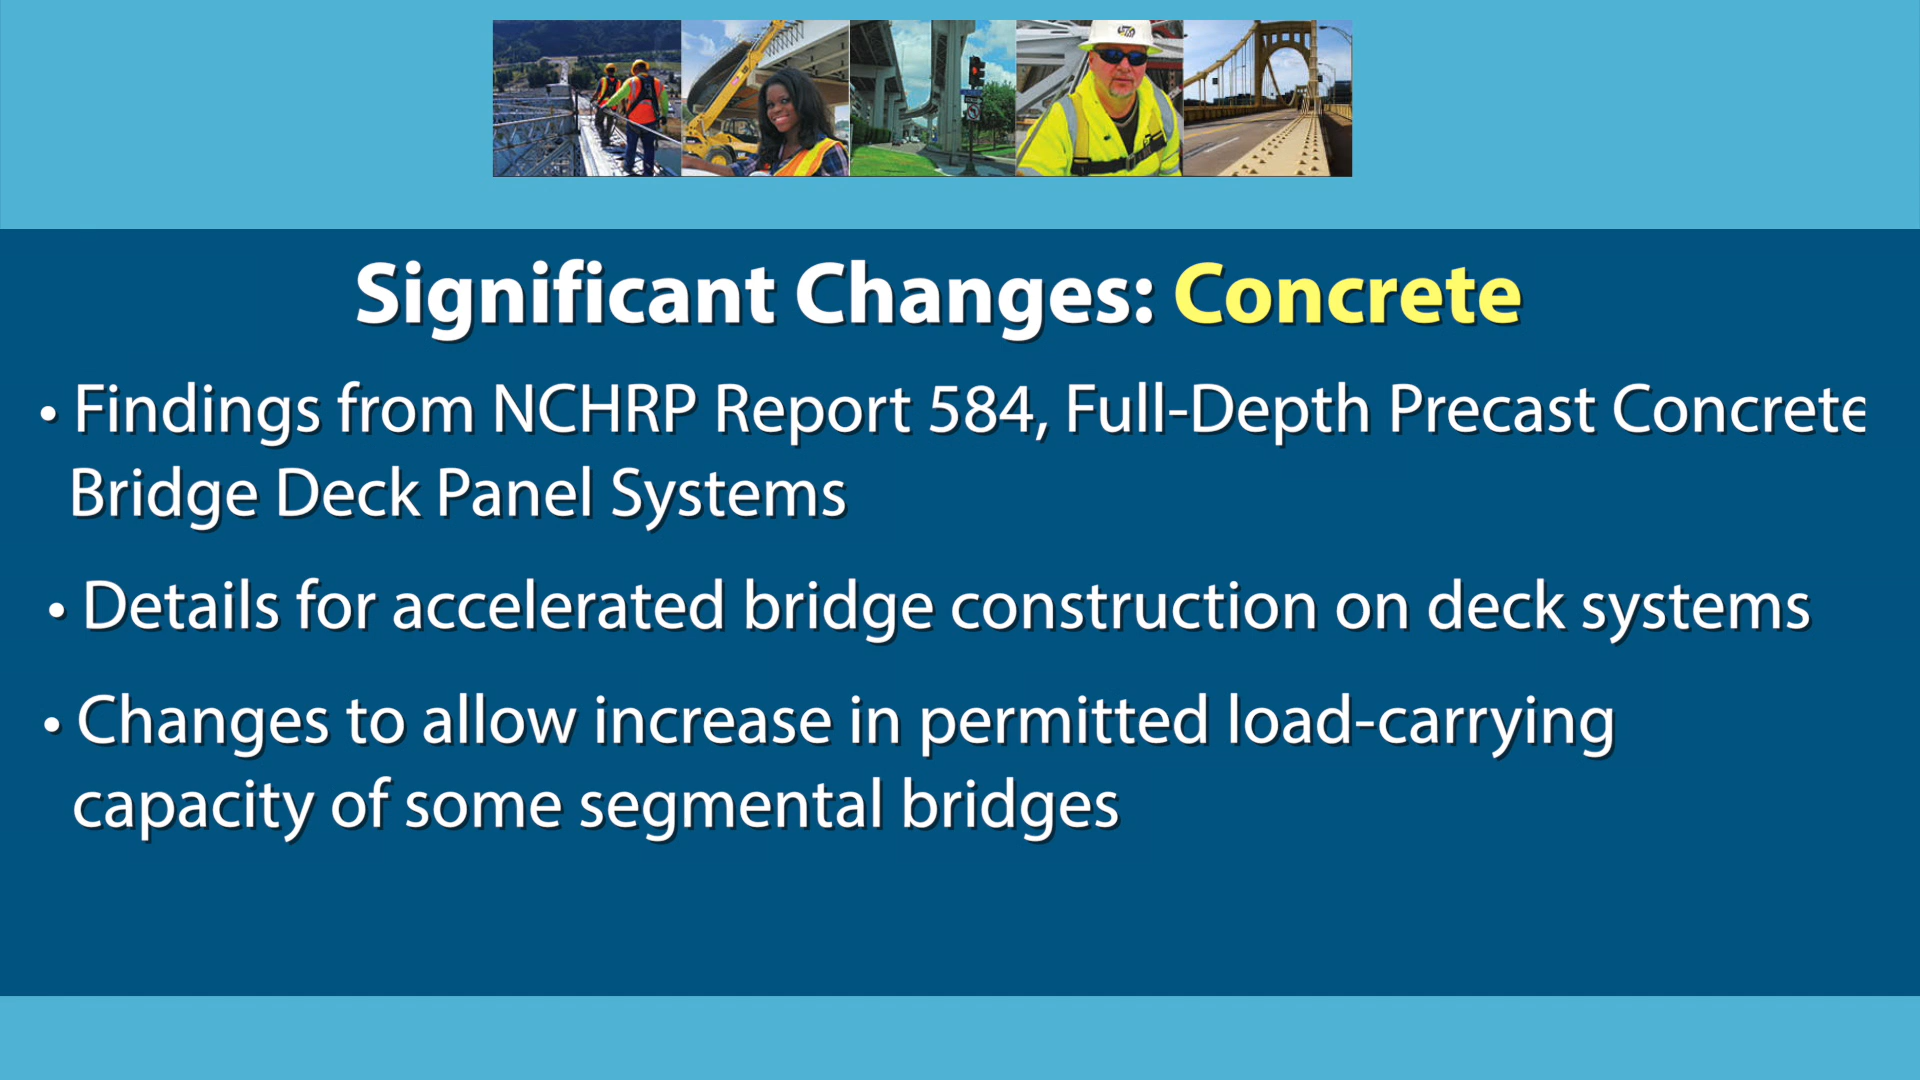 Significant Changes: Concrete
• Findings from NCHRP Report 584, Full-Depth Precast Concrete
Bridge Deck Panel Systems
• Details for accelerated bridge construction on deck systems
• Changes to allow increase in permitted load-carrying
capacity of some segmental bridges